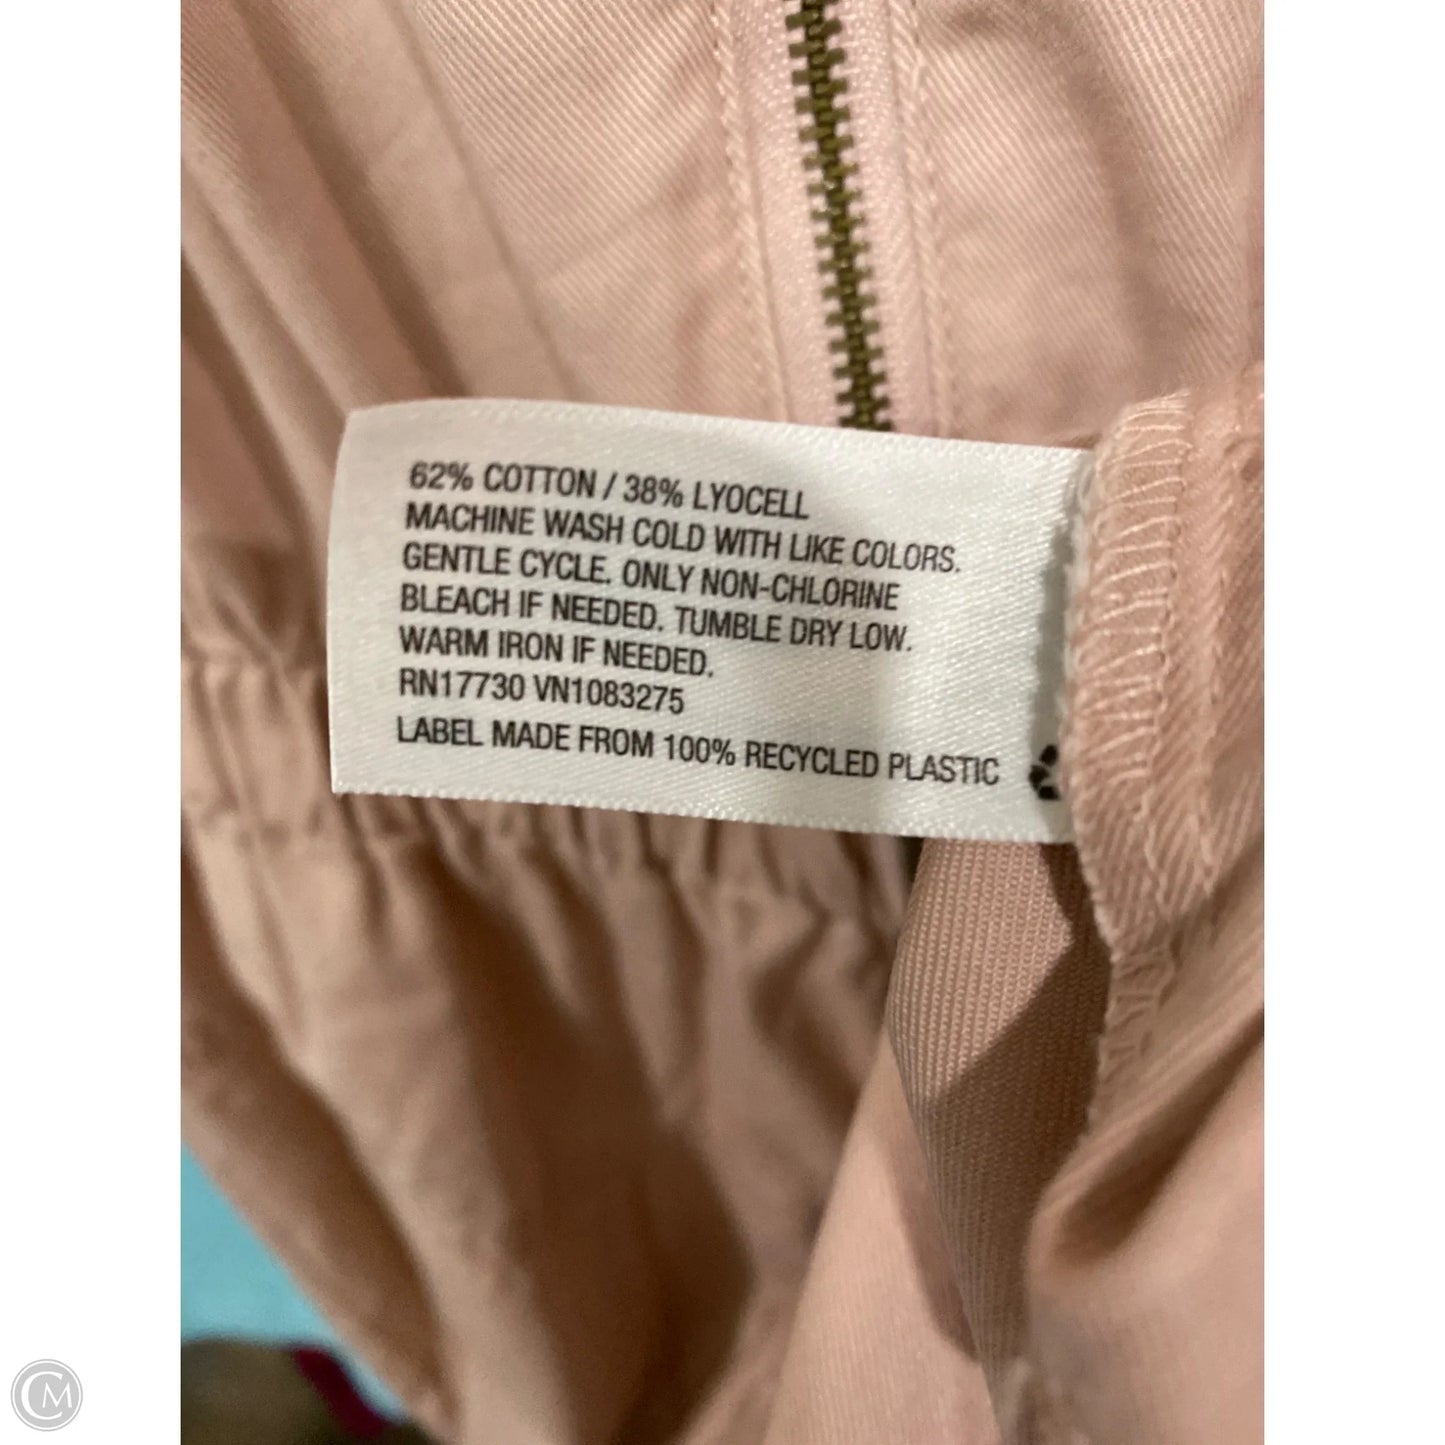 62% COTTON / 38% LYOCELL
MACHINE WASH COLD WITH LIKE COLORS.
GENTLE CYCLE. ONLY NON-CHLORINE
BLEACH IF NEEDED. TUMBLE DRY LOW.
WARM IRON IF NEEDED.
RN17730 VN1083275
LABEL MADE FROM 100% RECYCLED PLASTIC
CM